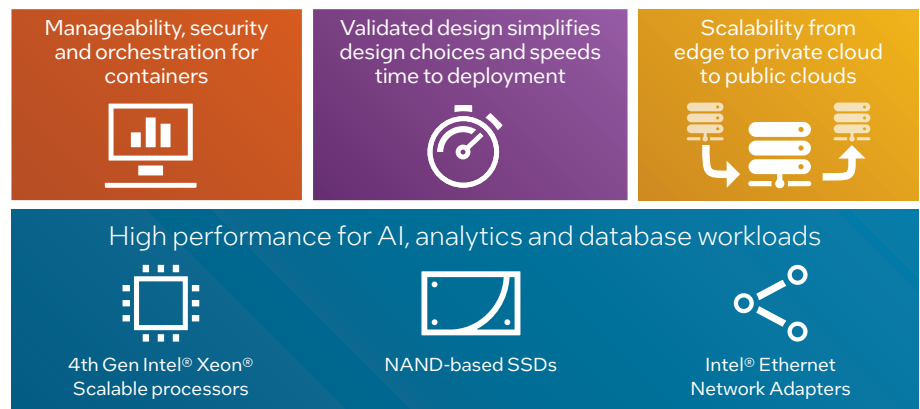 Manageability, security
and orchestration for
containers
Validated design simplifies
design choices and speeds
time to deployment
Scalability from
edge to private cloud
to public clouds
High performance for AI, analytics and database workloads
4th Gen Intel® Xeon®
Scalable processors
NAND-based SSDs
Intel® Ethernet
Network Adapters